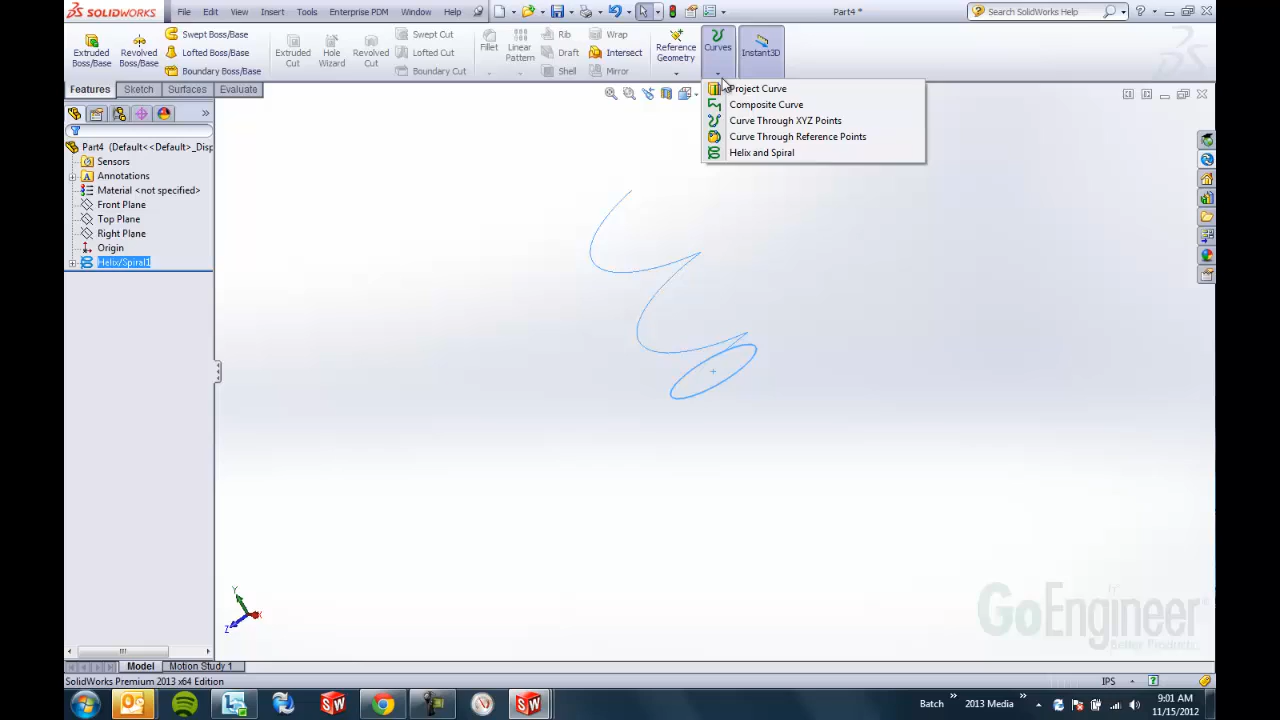 SOLIDWORKS
File Edit View Insert Tools Enterprise PDM Window Help
Part4 *
Search SolidWorks Help
Extruded Boss/Base
Revolved Boss/Base
Swept Boss/Base
Lofted Boss/Base
Boundary Boss/Base
Extruded Cut
Hole Wizard
Revolved Cut
Swept Cut
Lofted Cut
Boundary Cut
Fillet
Linear Pattern
Rib
Draft
Shell
Wrap
Intersect
Mirror
Reference Geometry
Curves
Instant3D
Features Sketch Surfaces Evaluate
Project Curve
Composite Curve
Curve Through XYZ Points
Curve Through Reference Points
Helix and Spiral
Part4 (Default<<Default>_Disp
Sensors
Annotations
Material <not specified>
Front Plane
Top Plane
Right Plane
Origin
Helix/Spiral1
Y
X
Z
GoEngineer
Better Products
Model Motion Study 1
SolidWorks Premium 2013 x64 Edition
IPS
Batch
2013 Media
9:01 AM
11/15/2012